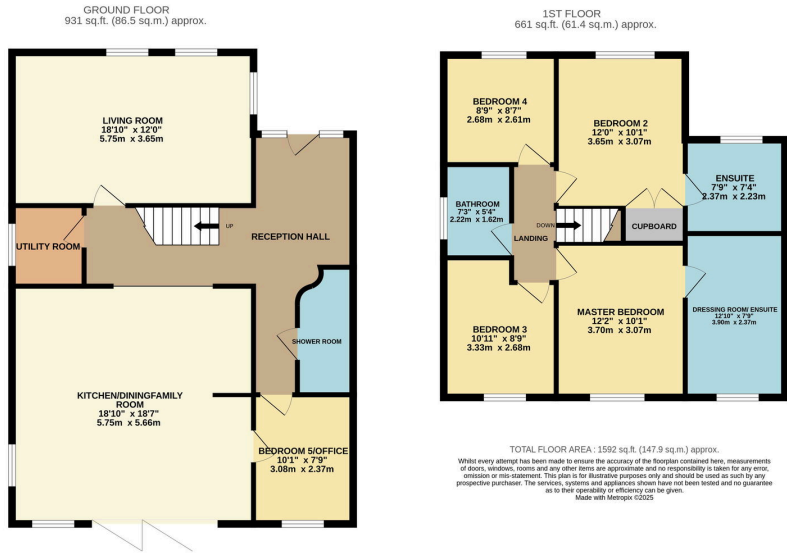 GROUND FLOOR
931 sq.ft. (86.5 sq.m.) approx.
LIVING ROOM
18'10" x 12'0"
5.75m x 3.65m
UTILITY ROOM
UP
RECEPTION HALL
SHOWER ROOM
KITCHEN/DININGFAMILY
ROOM
18'10" x 18'7"
5.75m x 5.66m
BEDROOM 5/OFFICE
10'1" x 7'9"
3.08m x 2.37m
1ST FLOOR
661 sq.ft. (61.4 sq.m.) approx.
BEDROOM 4
8'9" x 8'7"
2.68m x 2.61m
BEDROOM 2
12'0" x 10'1"
3.65m x 3.07m
ENSUITE
7'9" x 7'4"
2.37m x 2.23m
BATHROOM
7'3" x 5'4"
2.22m x 1.62m
DOWN
LANDING
CUPBOARD
BEDROOM 3
10'11" x 8'9"
3.33m x 2.68m
MASTER BEDROOM
12'2" x 10'1"
3.70m x 3.07m
DRESSING ROOM/ ENSUITE
12'10" x 7'9"
3.90m x 2.37m
TOTAL FLOOR AREA : 1592 sq.ft. (147.9 sq.m.) approx.
Whilst every attempt has been made to ensure the accuracy of the floorplan contained here, measurements
of doors, windows, rooms and any other items are approximate and no responsibility is taken for any error,
omission or mis-statement. This plan is for illustrative purposes only and should be used as such by any
prospective purchaser. The services, systems and appliances shown have not been tested and no guarantee
as to their operability or efficiency can be given.
Made with Metropix ©2025